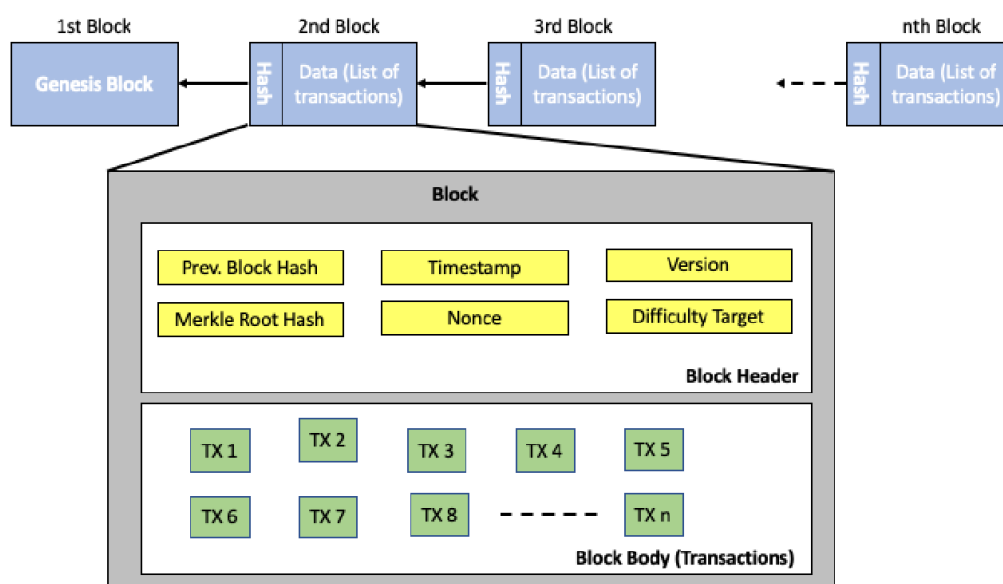 1st Block
2nd Block
3rd Block
nth Block
Genesis Block
Hash
Data (List of
transactions)
Hash
Data (List of
transactions)
Hash
Data (List of
transactions)
Block
Prev. Block Hash
Timestamp
Version
Merkle Root Hash
Nonce
Difficulty Target
Block Header
TX 1
TX 2
TX 3
TX 4
TX 5
TX 6
TX 7
TX 8
TX n
Block Body (Transactions)